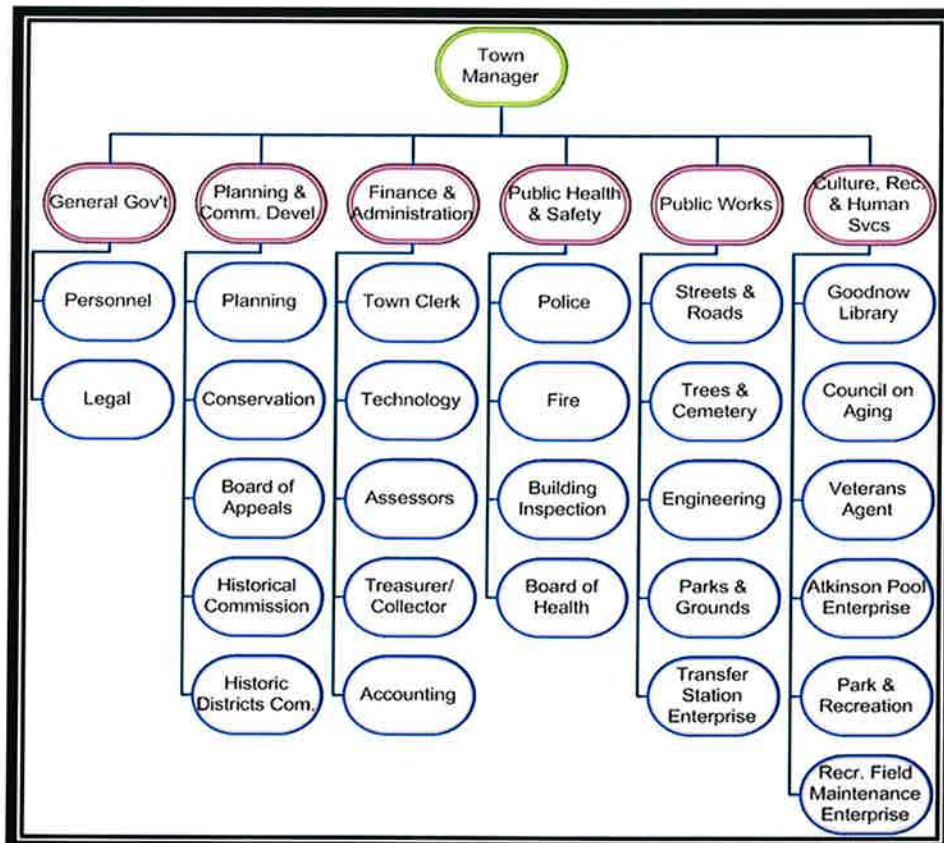 Town
Manager
General Gov't
Planning &
Comm. Devel.
Finance &
Administration
Public Health
& Safety
Public Works
Culture, Rec.
& Human
Svcs
Personnel
Legal
Planning
Conservation
Board of
Appeals
Historical
Commission
Historic
Districts Com.
Town Clerk
Technology
Assessors
Treasurer/
Collector
Accounting
Police
Fire
Building
Inspection
Board of
Health
Streets &
Roads
Trees &
Cemetery
Engineering
Parks &
Grounds
Transfer
Station
Enterprise
Goodnow
Library
Council on
Aging
Veterans
Agent
Atkinson Pool
Enterprise
Park &
Recreation
Recr. Field
Maintenance
Enterprise